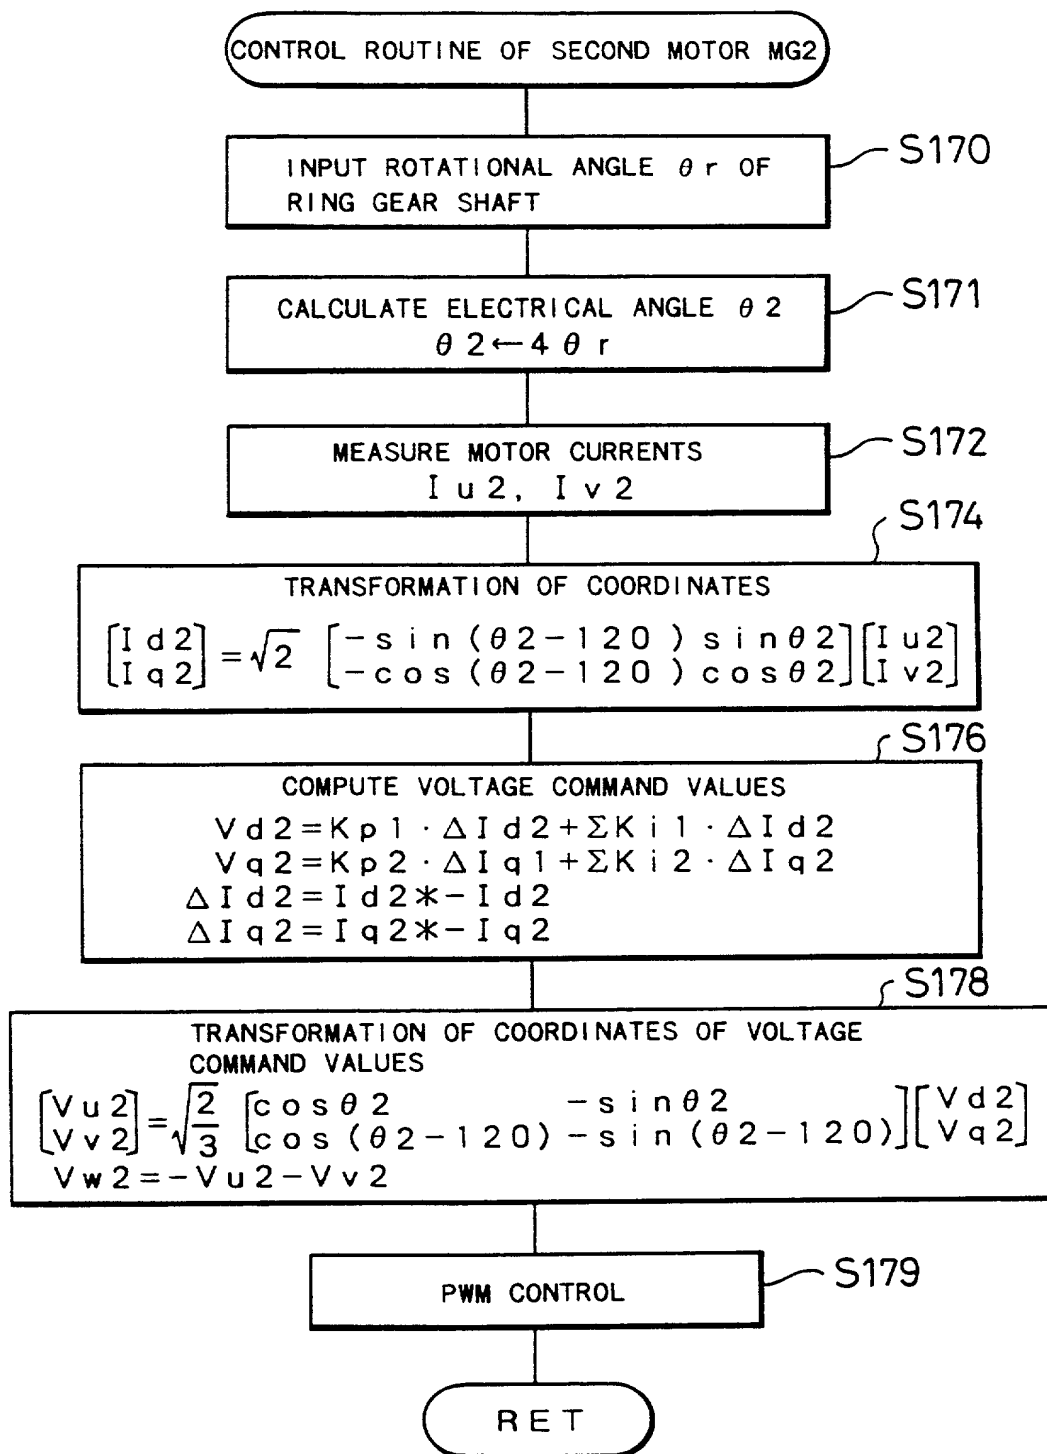 CONTROL ROUTINE OF SECOND MOTOR MG2
S170
INPUT ROTATIONAL ANGLE θr OF
RING GEAR SHAFT
S171
CALCULATE ELECTRICAL ANGLE θ2
θ2←4θr
S172
MEASURE MOTOR CURRENTS
Iu2, Iv2
S174
TRANSFORMATION OF COORDINATES
[Id2] = √2 [-sin(θ2-120) sinθ2][Iu2]
[Iq2] [-cos(θ2-120) cosθ2][Iv2]
S176
COMPUTE VOLTAGE COMMAND VALUES
Vd2=Kp1·ΔId2+ΣKi1·ΔId2
Vq2=Kp2·ΔIq1+ΣKi2·ΔIq2
ΔId2=Id2*-Id2
ΔIq2=Iq2*-Iq2
S178
TRANSFORMATION OF COORDINATES OF VOLTAGE
COMMAND VALUES
[Vu2] = √2/3 [cosθ2 -sinθ2][Vd2]
[Vv2] [cos(θ2-120) -sin(θ2-120)][Vq2]
Vw2=-Vu2-Vv2
S179
PWM CONTROL
RET